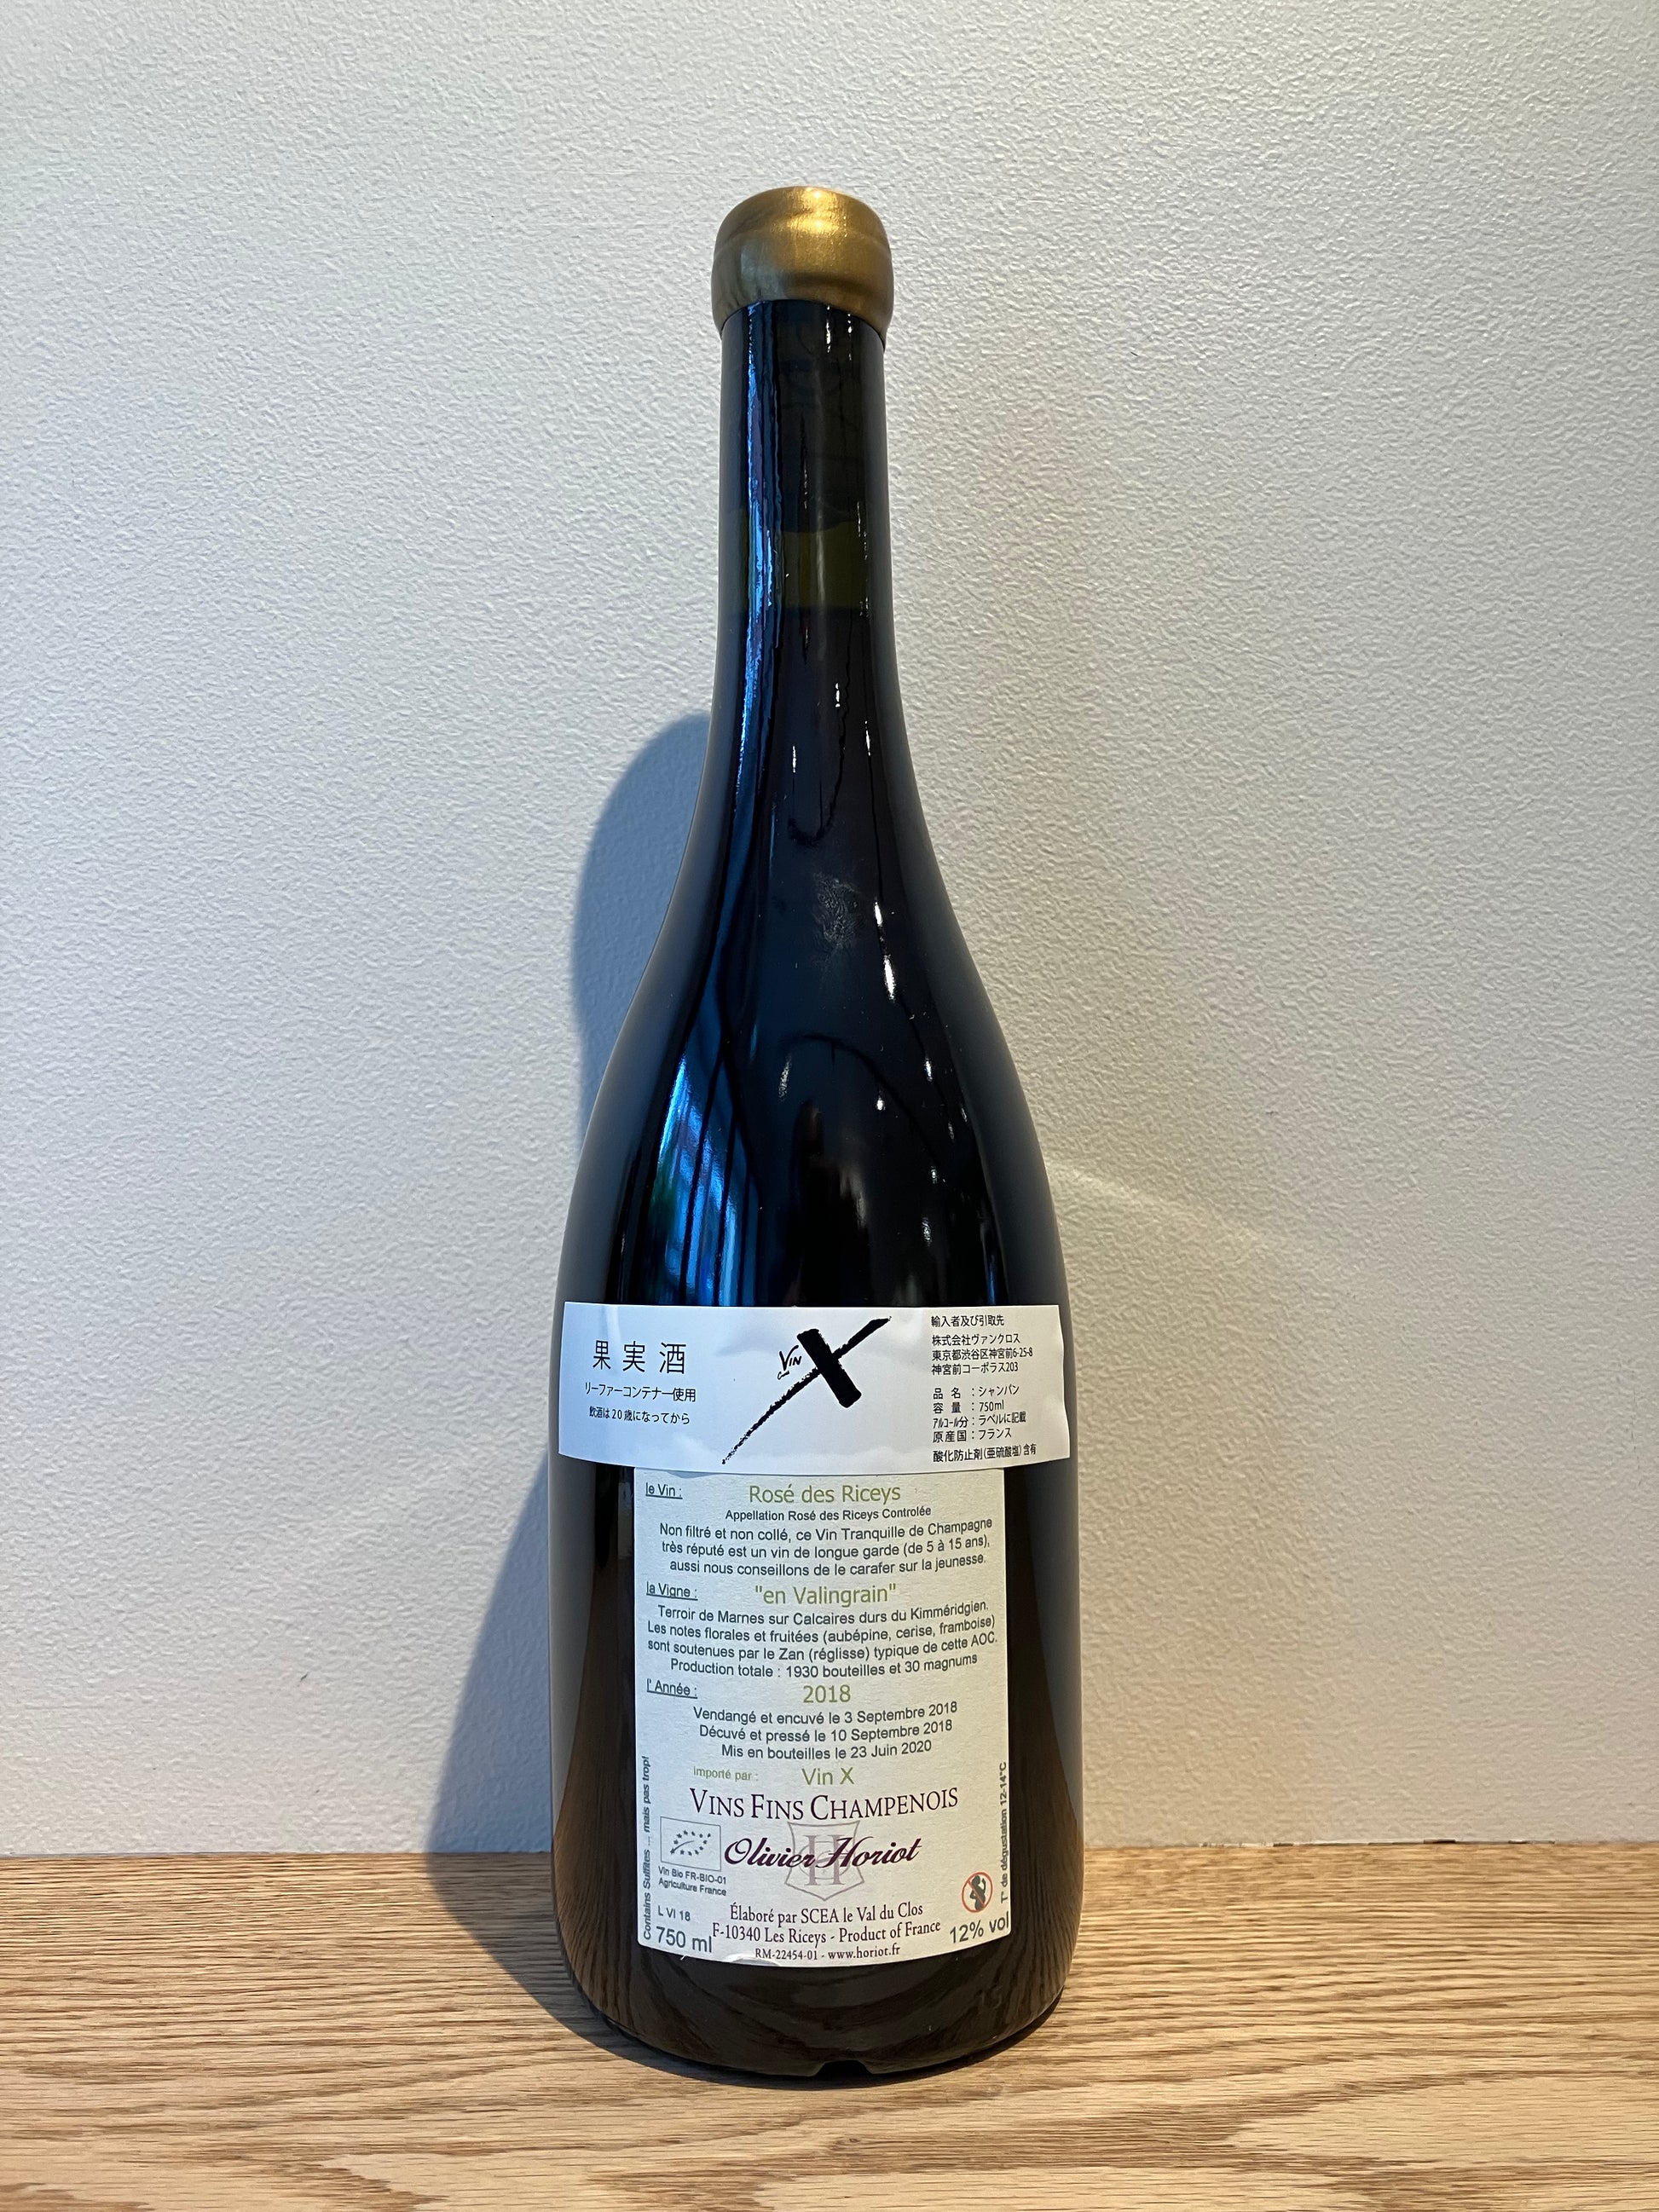 果実酒
リーファーコンテナー使用
飲酒は20歳になってから
VIN
X
輸入者及び引取先
株式会社ヴァンクロス
東京都渋谷区神宮前6-25-8
神宮前コーポラス203
品 名 : シャンパン
容 量 : 750ml
アルコール分 : ラベルに記載
原産国 : フランス
酸化防止剤(亜硫酸塩)含有
le Vin : Rosé des Riceys
Appellation Rosé des Riceys Controlée
Non filtré et non collé, ce Vin Tranquille de Champagne
très réputé est un vin de longue garde (de 5 à 15 ans),
aussi nous conseillons de le carafer sur la jeunesse.
la Vigne : "en Valingrain"
Terroir de Marnes sur Calcaires durs du Kimméridgien.
Les notes florales et fruitées (aubépine, cerise, framboise)
sont soutenues par le Zan (réglisse) typique de cette AOC.
Production totale : 1930 bouteilles et 30 magnums
l' Année : 2018
Vendangé et encuvé le 3 Septembre 2018
Décuvé et pressé le 10 Septembre 2018
Mis en bouteilles le 23 Juin 2020
importé par : Vin X
VINS FINS CHAMPENOIS
Olivier Horiot
H
Vin Bio FR-BIO-01
Agriculture France
L VI 18
750 ml
Élaboré par SCEA le Val du Clos
F-10340 Les Riceys - Product of France
RM-22454-01 - www.horiot.fr
12% vol
Contains Sulfites ... mais pas trop!
T° de dégustation 12-14°C